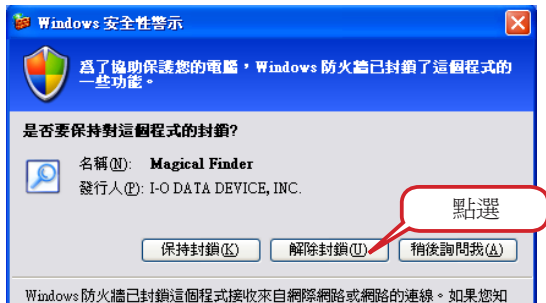 Windows 安全性警示
為了協助保護您的電腦，Windows 防火牆已封鎖了這個程式的
一些功能。
是否要保持對這個程式的封鎖?
名稱(N): Magical Finder
發行人(P): I-O DATA DEVICE, INC.
點選
保持封鎖(K) 解除封鎖(U) 稍後詢問我(A)
Windows 防火牆已封鎖這個程式接收來自網際網路或網路的連線。如果您知